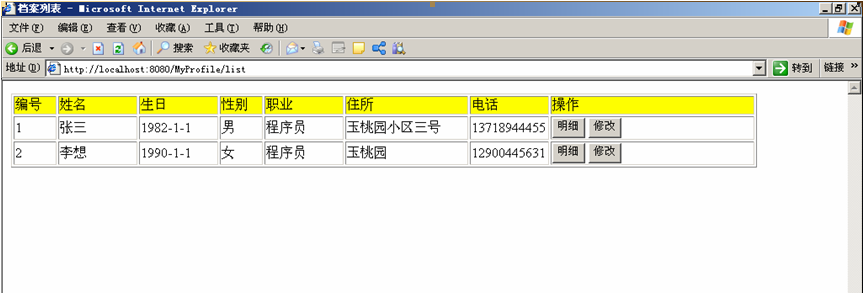 档案列表 - Microsoft Internet Explorer
文件(F) 编辑(E) 查看(V) 收藏(A) 工具(T) 帮助(H)
后退 搜索 收藏夹
地址(D) http://localhost:8080/MyProfile/list 转到 链接 »
编号 姓名 生日 性别 职业 住所 电话 操作
1 张三 1982-1-1 男 程序员 玉桃园小区三号 13718944455 明细 修改
2 李想 1990-1-1 女 程序员 玉桃园 12900445631 明细 修改